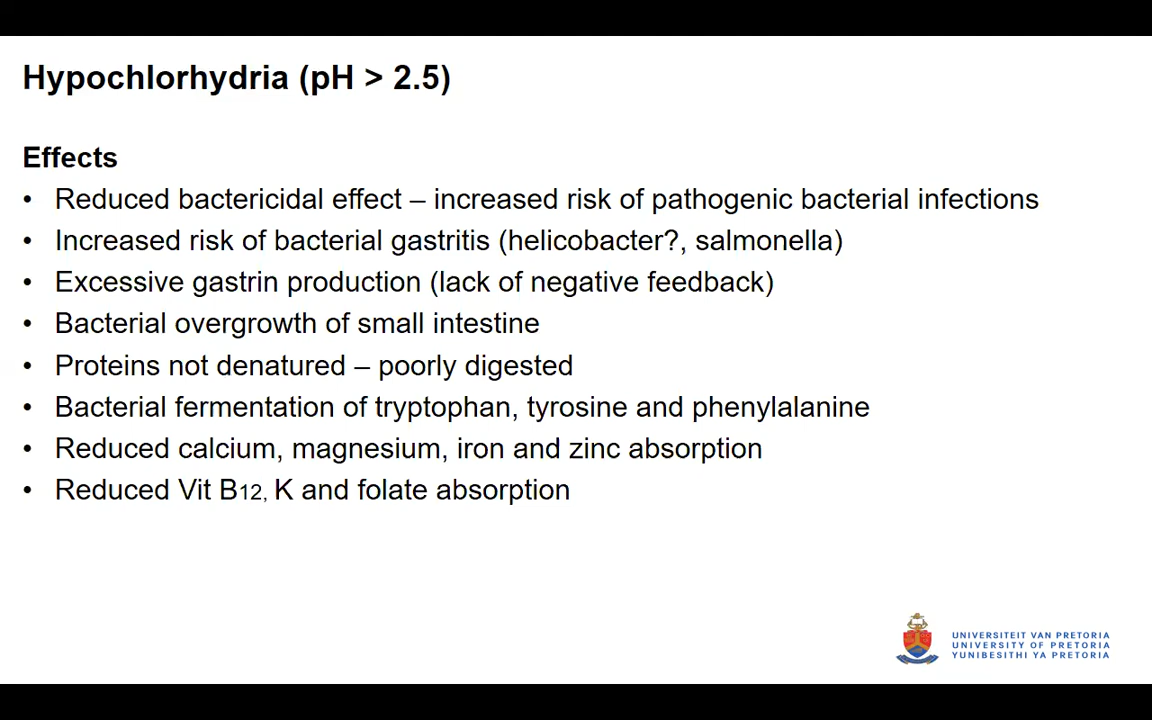 Hypochlorhydria (pH > 2.5)
Effects
• Reduced bactericidal effect – increased risk of pathogenic bacterial infections
• Increased risk of bacterial gastritis (helicobacter?, salmonella)
• Excessive gastrin production (lack of negative feedback)
• Bacterial overgrowth of small intestine
• Proteins not denatured – poorly digested
• Bacterial fermentation of tryptophan, tyrosine and phenylalanine
• Reduced calcium, magnesium, iron and zinc absorption
• Reduced Vit B12, K and folate absorption
UNIVERSITEIT VAN PRETORIA
UNIVERSITY OF PRETORIA
YUNIBESITHI YA PRETORIA